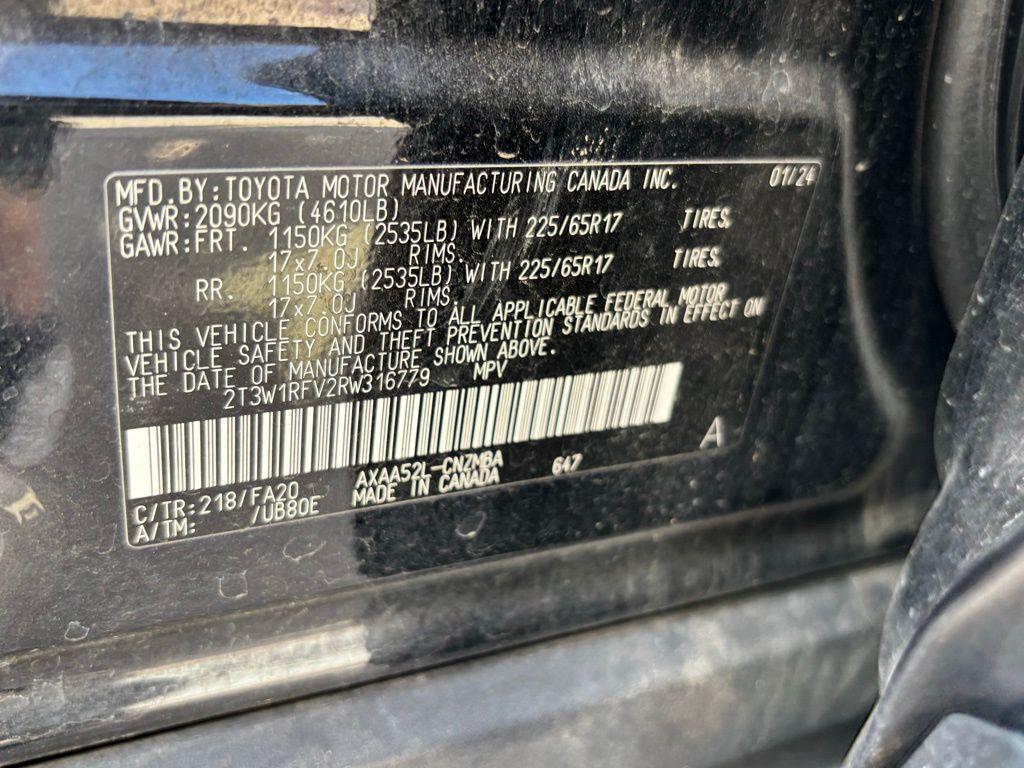 MFD.BY:TOYOTA MOTOR MANUFACTURING CANADA INC. 01/24
GVWR:2090KG (4610LB)
GAWR:FRT. 1150KG (2535LB) WITH 225/65R17 TIRES,
17x7.0J RIMS.
RR. 1150KG (2535LB) WITH 225/65R17 TIRES,
17x7.0J RIMS.
THIS VEHICLE CONFORMS TO ALL APPLICABLE FEDERAL MOTOR
VEHICLE SAFETY AND THEFT PREVENTION STANDARDS IN EFFECT ON
THE DATE OF MANUFACTURE SHOWN ABOVE.
2T3W1RFV2RW316779 MPV
A
C/TR:218/FA20 AXAA52L-CNZMBA 647
A/TM: /UB80E MADE IN CANADA